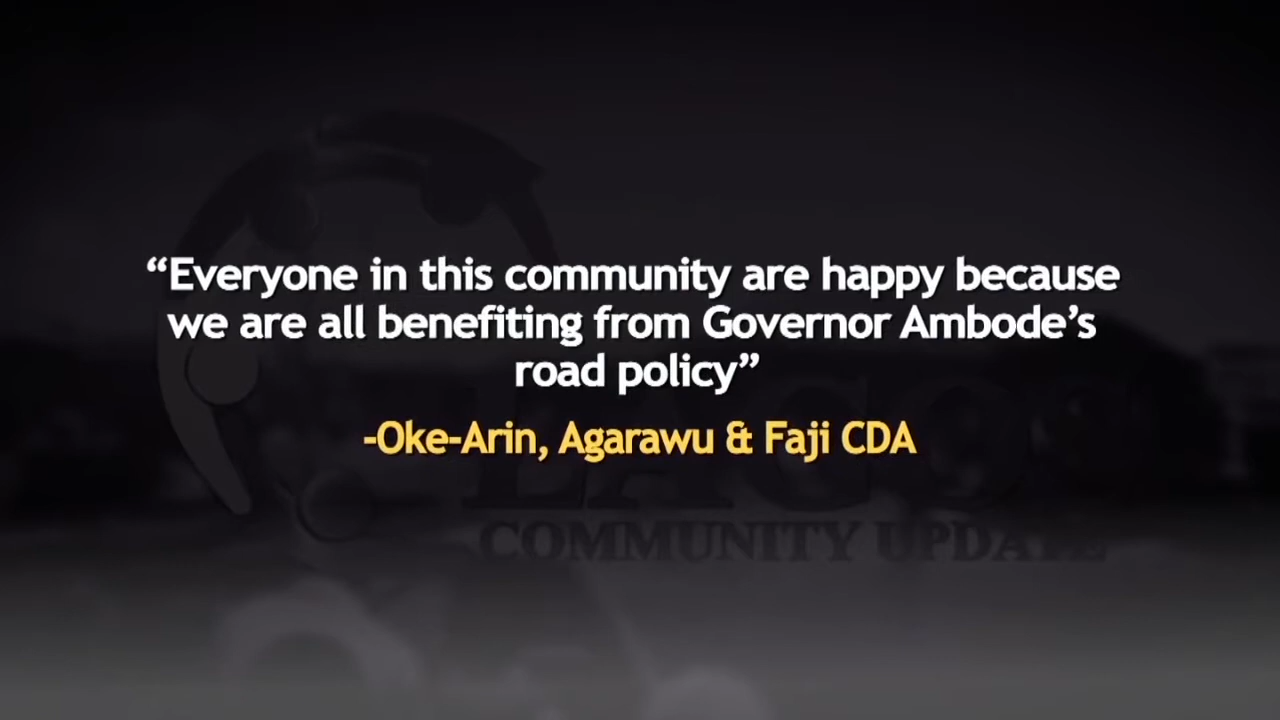 “Everyone in this community are happy because
we are all benefiting from Governor Ambode’s
road policy”
-Oke-Arin, Agarawu & Faji CDA
LAGOS
COMMUNITY UPDATE